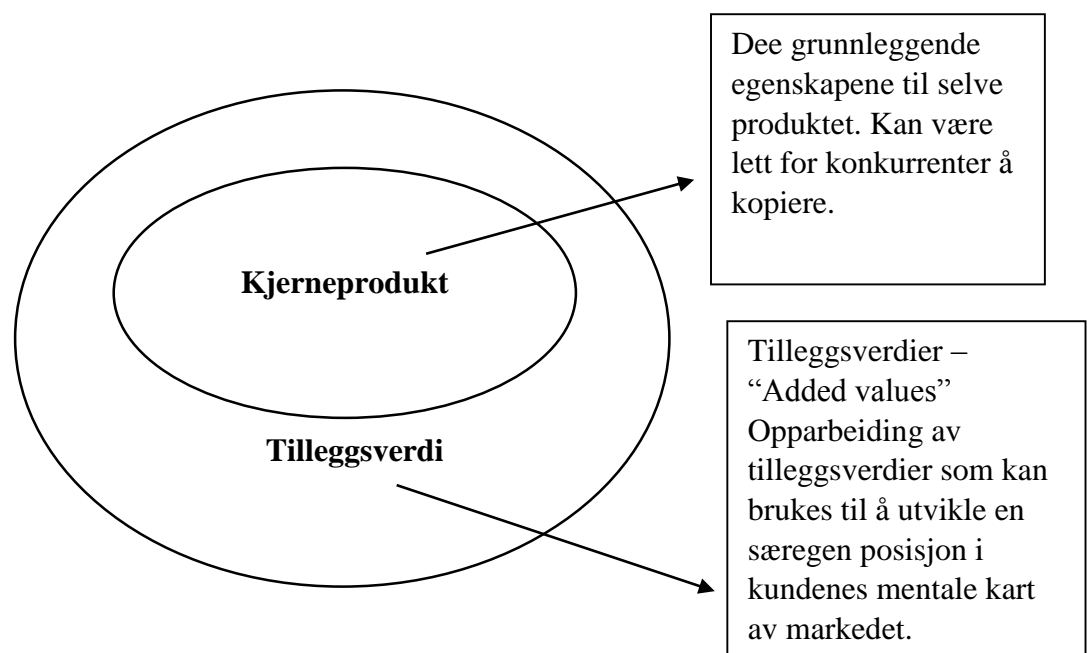 Dee grunnleggende
egenskapene til selve
produktet. Kan være
lett for konkurrenter å
kopiere.
Kjerneprodukt
Tilleggsverdi
Tilleggsverdier –
“Added values”
Opparbeiding av
tilleggsverdier som kan
brukes til å utvikle en
særegen posisjon i
kundenes mentale kart
av markedet.